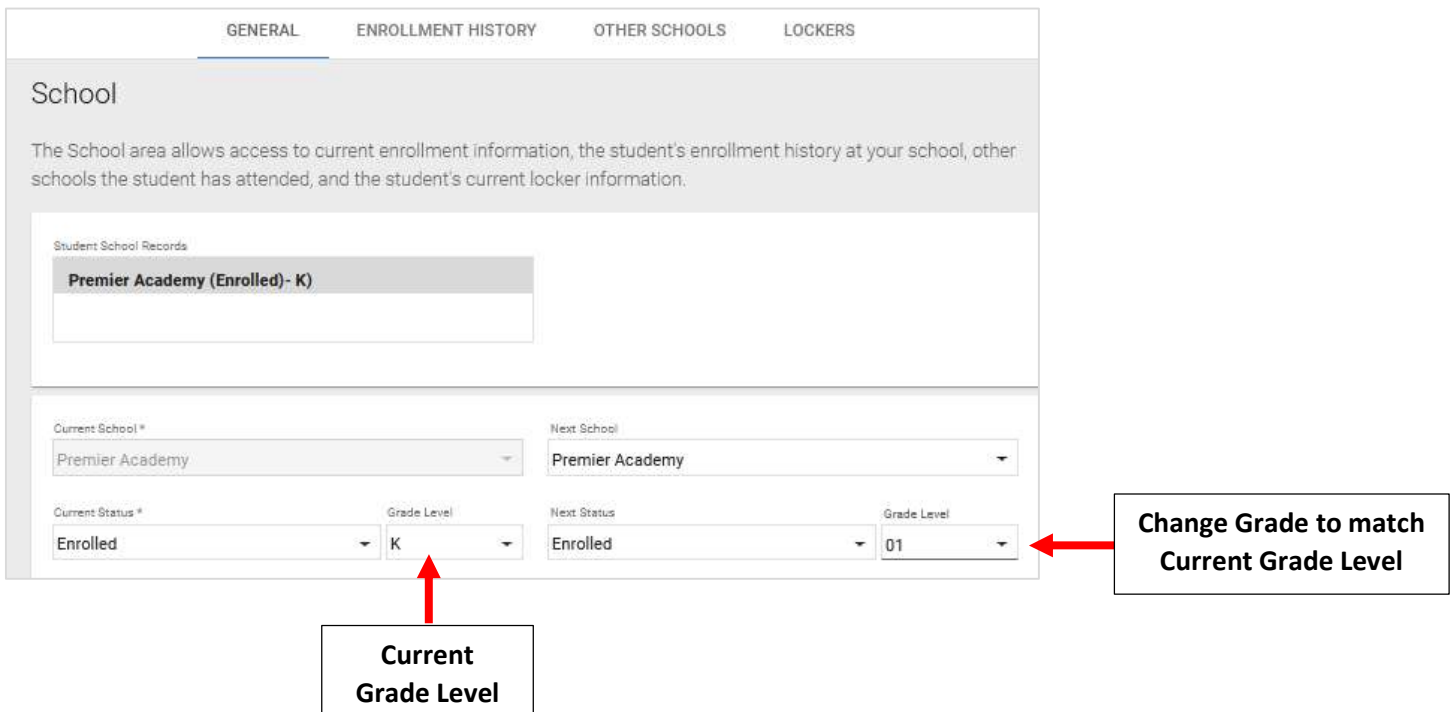 GENERAL ENROLLMENT HISTORY OTHER SCHOOLS LOCKERS
School
The School area allows access to current enrollment information, the student's enrollment history at your school, other
schools the student has attended, and the student's current locker information.
Student School Records
Premier Academy (Enrolled)- K)
Current School * Next School
Premier Academy Premier Academy
Current Status * Grade Level Next Status Grade Level
Enrolled K Enrolled 01
Change Grade to match
Current Grade Level
Current
Grade Level